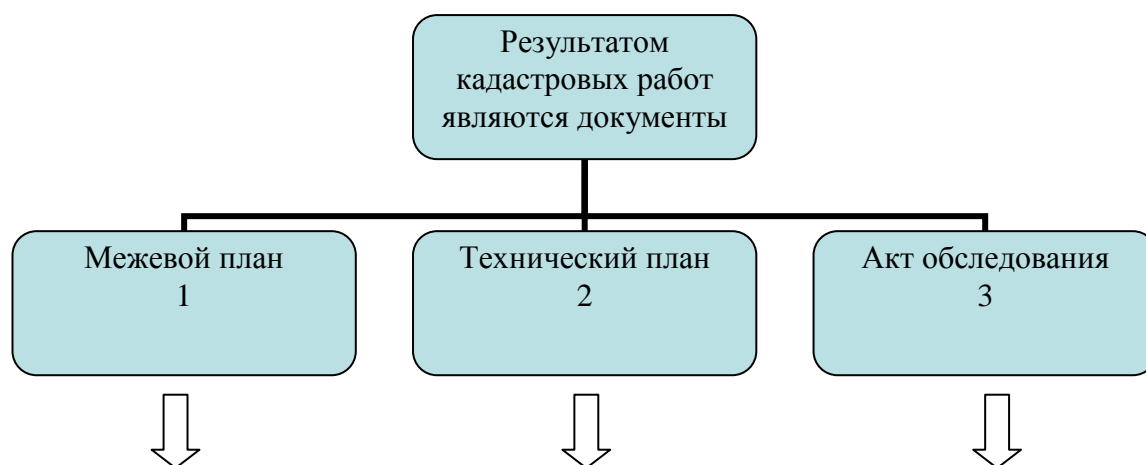 Результатом
кадастровых работ
являются документы
Межевой план
1
Технический план
2
Акт обследования
3